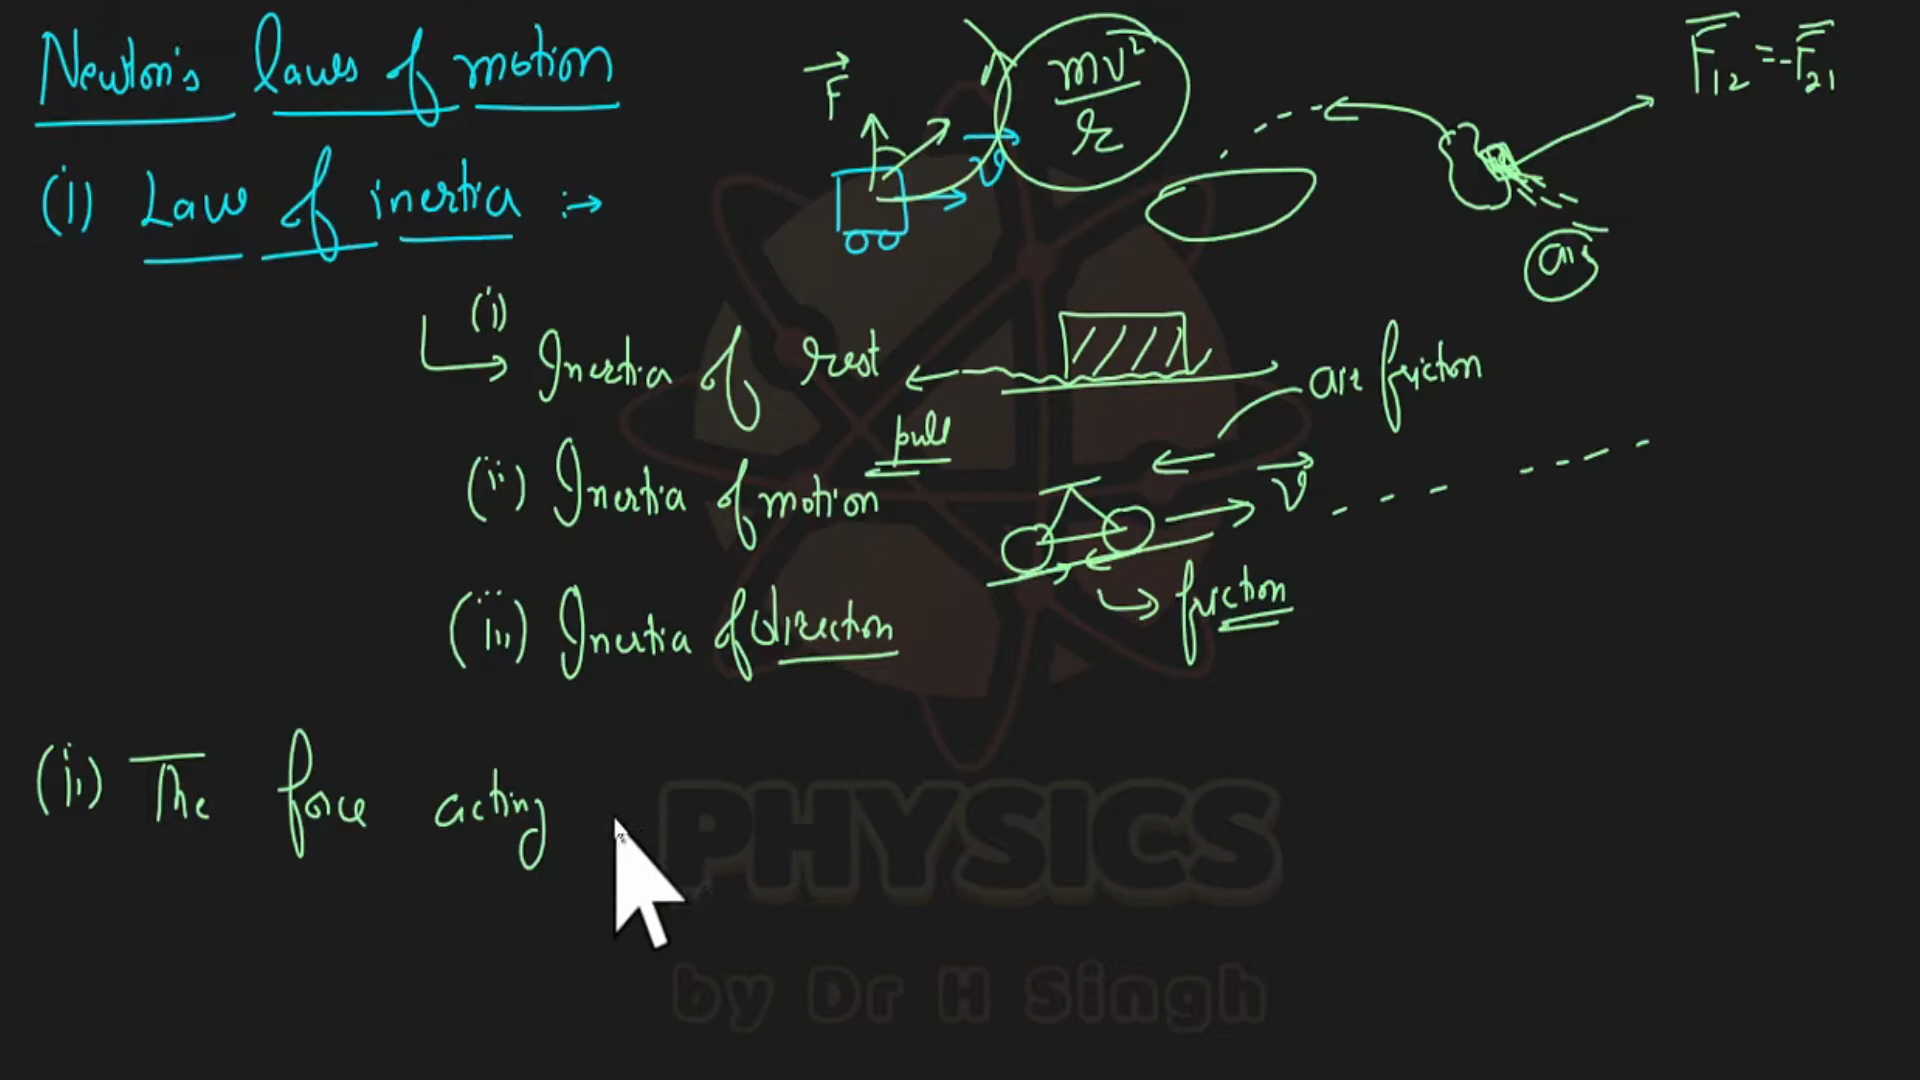 Newton's laws of motion
(i) Law of inertia :→
F
v
mv²/r
F₁₂ = -F₂₁
air
(i) Inertia of rest
pull
air friction
(ii) Inertia of motion
v
friction
(iii) Inertia of direction
(ii) The force acting
PHYSICS
by Dr H Singh